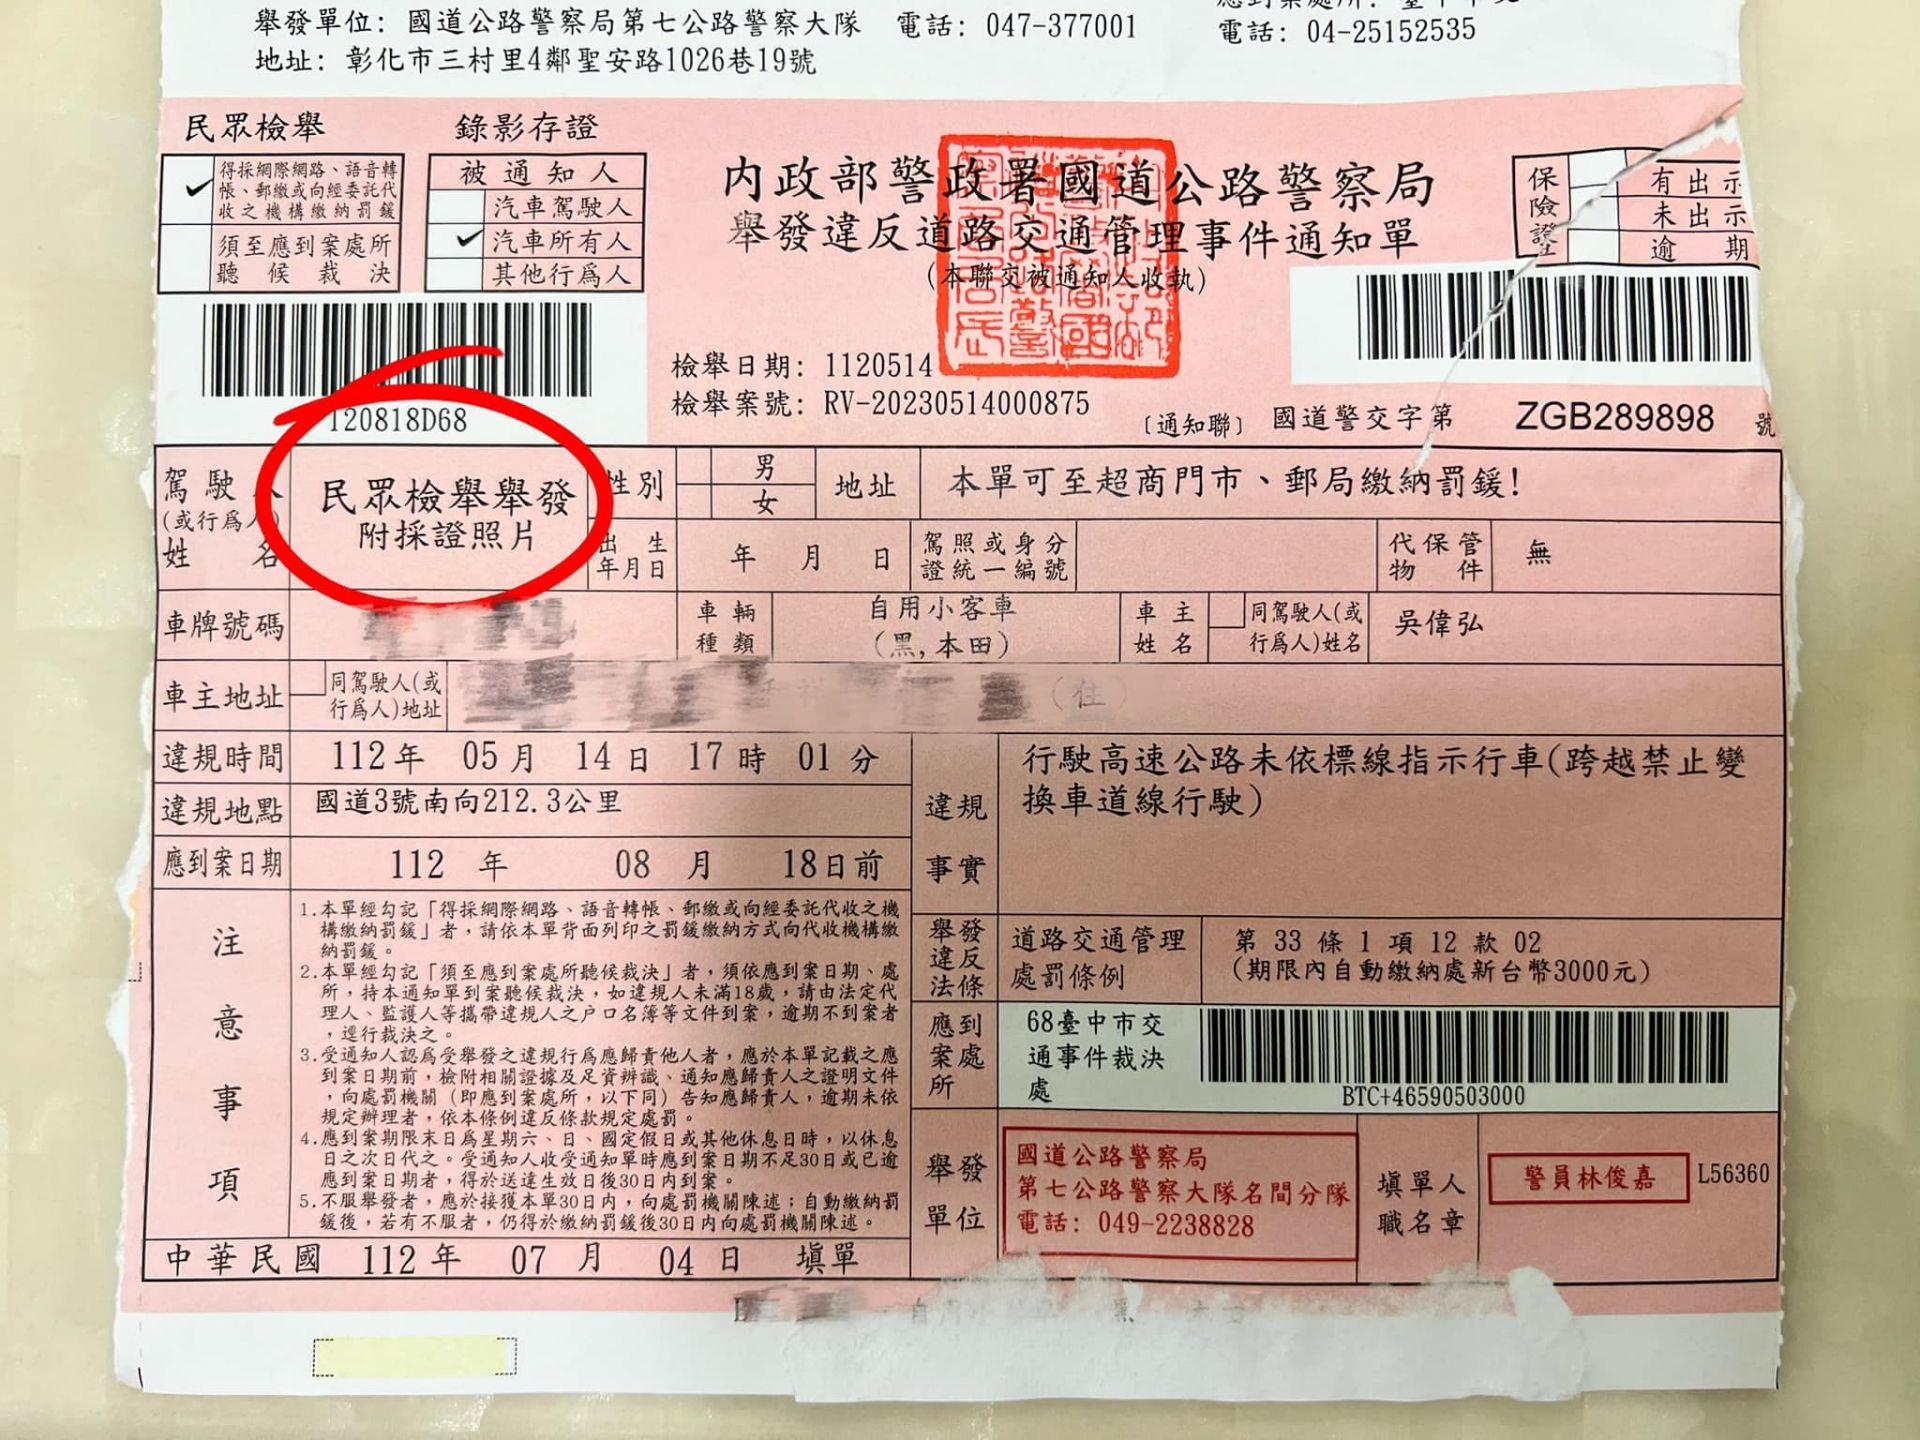 舉發單位: 國道公路警察局第七公路警察大隊 電話: 047-377001
電話: 04-25152535
地址: 彰化市三村里4鄰聖安路1026巷19號
民眾檢舉
得採網際網路、語音轉
帳、郵繳或向經委託代
收之機構繳納罰鍰
須至應到案處所
聽候裁決
錄影存證
被通知人
汽車駕駛人
汽車所有人
其他行為人
內政部警政署國道公路警察局
舉發違反道路交通管理事件通知單
(本聯交被通知人收執)
保險證
有出示
未出示
逾期
檢舉日期: 1120514
檢舉案號: RV-20230514000875
120818D68
〔通知聯〕 國道警交字第 ZGB289898 號
駕駛人
(或行為人)
姓名
民眾檢舉舉發
附採證照片
性別
男
女
地址
本單可至超商門市、郵局繳納罰鍰!
出生
年月日
年 月 日
駕照或身分
證統一編號
代保管
物件
無
車牌號碼
車輛
種類
自用小客車
(黑,本田)
車主
姓名
同駕駛人(或
行為人)姓名
吳偉弘
車主地址
同駕駛人(或
行為人)地址
(住)
違規時間
112年 05月 14日 17時 01分
違規地點
國道3號南向212.3公里
應到案日期
112 年 08 月 18日前
違規
事實
行駛高速公路未依標線指示行車(跨越禁止變
換車道線行駛)
注意事項
1.本單經勾記「得採網際網路、語音轉帳、郵繳或向經委託代收之機
構繳納罰鍰」者，請依本單背面列印之罰鍰繳納方式向代收機構繳
納罰鍰。
2.本單經勾記「須至應到案處所聽候裁決」者，須依應到案日期、處
所，持本通知單到案聽候裁決，如違規人未滿18歲，請由法定代
理人、監護人等攜帶違規人之戶口名簿等文件到案，逾期不到案者
，逕行裁決之。
3.受通知人認為受舉發之違規行為應歸責他人者，應於本單記載之應
到案日期前，檢附相關證據及足資辨識、通知應歸責人之證明文件
，向處罰機關（即應到案處所，以下同）告知應歸責人，逾期未依
規定辦理者，依本條例違反條款規定處罰。
4.應到案期限末日為星期六、日、國定假日或其他休息日時，以休息
日之次日代之。受通知人收受通知單時應到案日期不足30日或已逾
應到案日期者，得於送達生效日後30日內到案。
5.不服舉發者，應於接獲本單30日內，向處罰機關陳述；自動繳納罰
鍰後，若有不服者，仍得於繳納罰鍰後30日內向處罰機關陳述。
舉發
違反
法條
道路交通管理
處罰條例
第 33 條 1 項 12 款 02
(期限內自動繳納處新台幣3000元)
應到
案處
所
68臺中市交
通事件裁決
處
BTC+46590503000
舉發
單位
國道公路警察局
第七公路警察大隊名間分隊
電話: 049-2238828
填單人
職名章
警員林俊嘉
L56360
中華民國 112年 07月 04日 填單